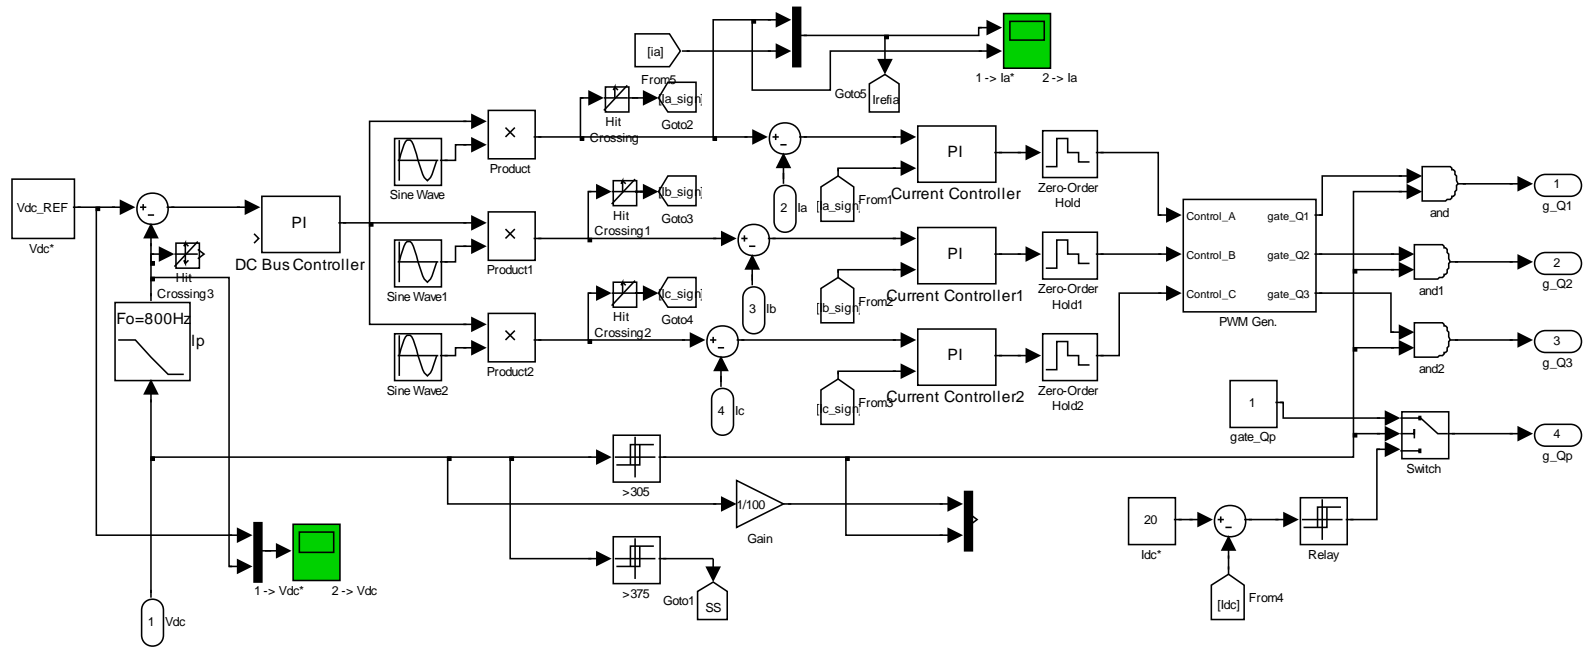 [ia]
From5
1 -> Ia*
2 -> Ia
Goto5
Irefia
Hit
Crossing
[Ia_sign]
Goto2
×
Product
Sine Wave
+
−
2
Ia
[Ia_sign]
From1
PI
Current Controller
Zero-Order
Hold
Vdc_REF
Vdc*
+
−
PI
DC Bus Controller
Hit
Crossing3
Fo=800Hz
lp
Hit
Crossing1
[Ib_sign]
Goto3
×
Product1
Sine Wave1
+
−
3
Ib
[Ib_sign]
From2
PI
Current Controller1
Zero-Order
Hold1
Hit
Crossing2
[Ic_sign]
Goto4
×
Product2
Sine Wave2
+
−
4
Ic
[Ic_sign]
From3
PI
Current Controller2
Zero-Order
Hold2
Control_A
Control_B
Control_C
gate_Q1
gate_Q2
gate_Q3
PWM Gen.
and
1
g_Q1
and1
2
g_Q2
and2
3
g_Q3
1
gate_Qp
Switch
4
g_Qp
>305
1/100
Gain
>375
Goto1
SS
20
Idc*
+
−
[Idc]
From4
Relay
1 -> Vdc*
2 -> Vdc
1
Vdc